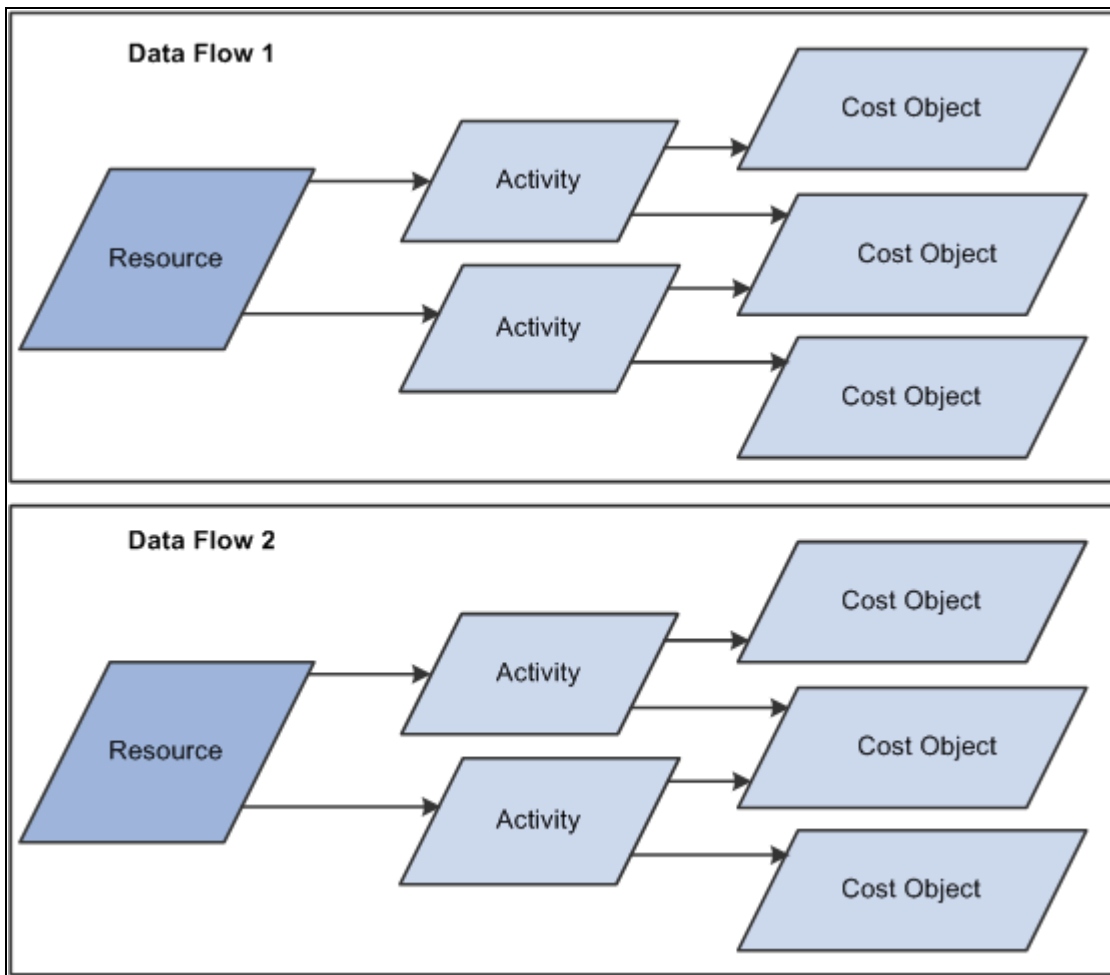 Data Flow 1
Cost Object
Activity
Resource
Cost Object
Activity
Cost Object
Data Flow 2
Cost Object
Activity
Resource
Cost Object
Activity
Cost Object